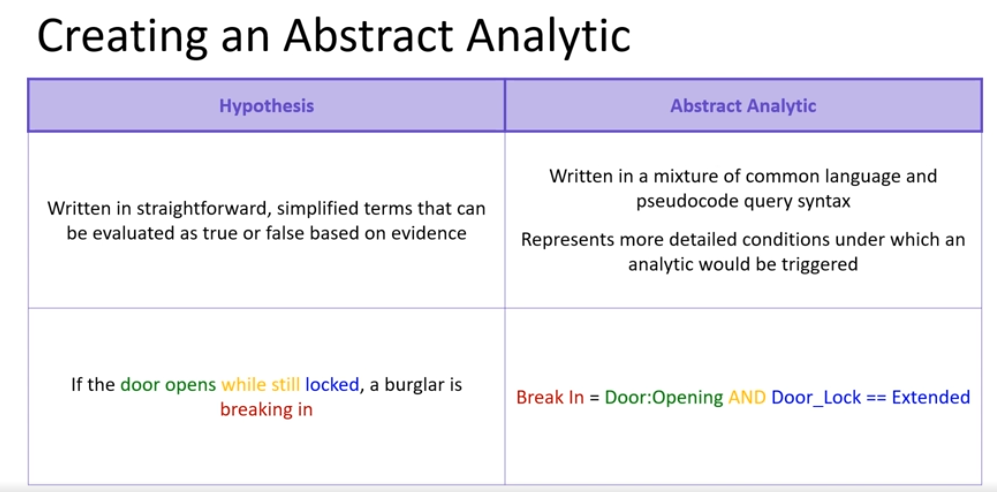 Creating an Abstract Analytic
Hypothesis
Abstract Analytic
Written in straightforward, simplified terms that can
be evaluated as true or false based on evidence
Written in a mixture of common language and
pseudocode query syntax
Represents more detailed conditions under which an
analytic would be triggered
If the door opens while still locked, a burglar is
breaking in
Break In = Door:Opening AND Door_Lock == Extended